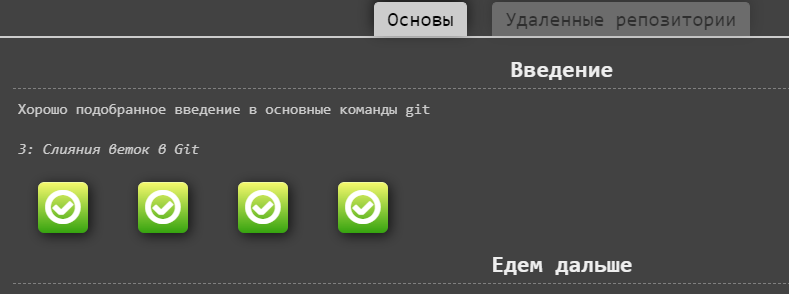 Основы Удаленные репозитории
Введение
Хорошо подобранное введение в основные команды git
3: Слияния веток в Git
Едем дальше